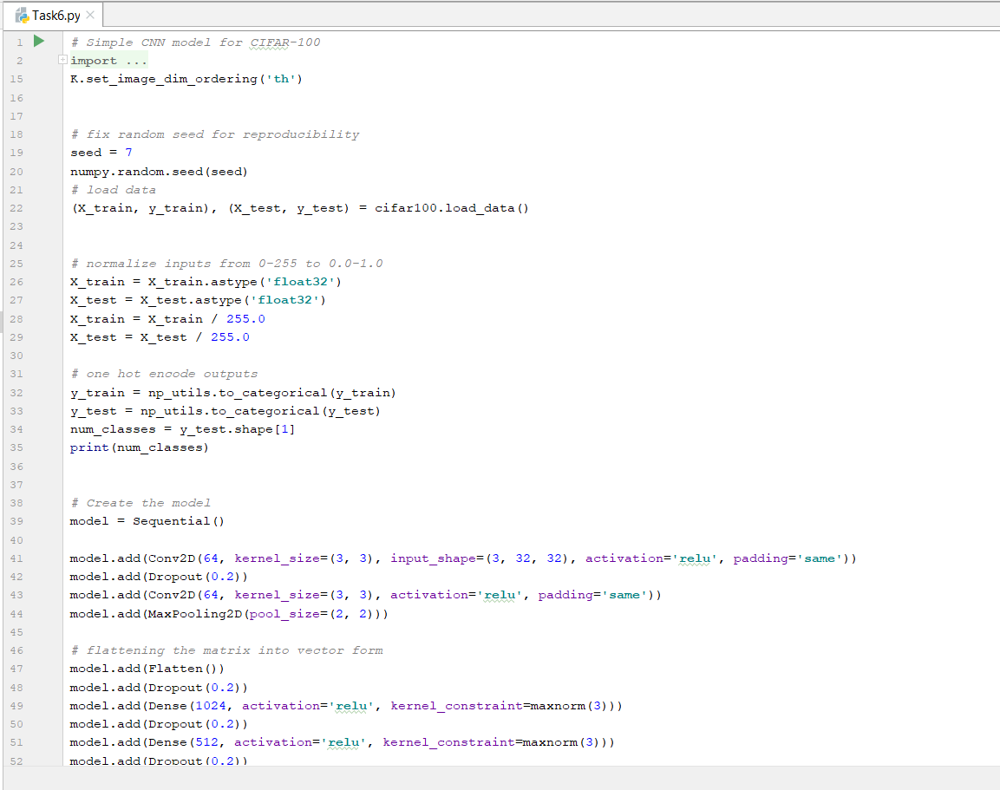 Task6.py
1 # Simple CNN model for CIFAR-100
2 import ...
15 K.set_image_dim_ordering('th')
16
17
18 # fix random seed for reproducibility
19 seed = 7
20 numpy.random.seed(seed)
21 # load data
22 (X_train, y_train), (X_test, y_test) = cifar100.load_data()
23
24
25 # normalize inputs from 0-255 to 0.0-1.0
26 X_train = X_train.astype('float32')
27 X_test = X_test.astype('float32')
28 X_train = X_train / 255.0
29 X_test = X_test / 255.0
30
31 # one hot encode outputs
32 y_train = np_utils.to_categorical(y_train)
33 y_test = np_utils.to_categorical(y_test)
34 num_classes = y_test.shape[1]
35 print(num_classes)
36
37
38 # Create the model
39 model = Sequential()
40
41 model.add(Conv2D(64, kernel_size=(3, 3), input_shape=(3, 32, 32), activation='relu', padding='same'))
42 model.add(Dropout(0.2))
43 model.add(Conv2D(64, kernel_size=(3, 3), activation='relu', padding='same'))
44 model.add(MaxPooling2D(pool_size=(2, 2)))
45
46 # flattening the matrix into vector form
47 model.add(Flatten())
48 model.add(Dropout(0.2))
49 model.add(Dense(1024, activation='relu', kernel_constraint=maxnorm(3)))
50 model.add(Dropout(0.2))
51 model.add(Dense(512, activation='relu', kernel_constraint=maxnorm(3)))
52 model.add(Dropout(0.2))